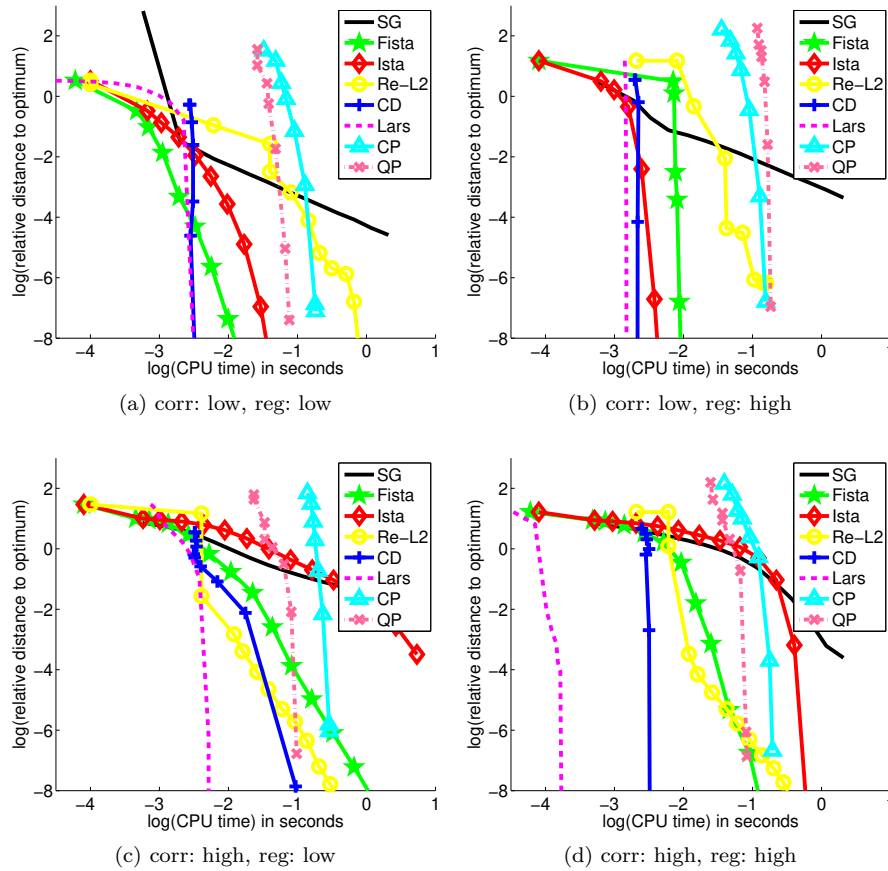 SG
Fista
Ista
Re-L2
CD
Lars
CP
QP
2
0
−2
−4
−6
−8
log(relative distance to optimum)
−4 −3 −2 −1 0 1
log(CPU time) in seconds
(a) corr: low, reg: low
SG
Fista
Ista
Re-L2
CD
Lars
CP
QP
2
0
−2
−4
−6
−8
log(relative distance to optimum)
−4 −3 −2 −1 0 1
log(CPU time) in seconds
(b) corr: low, reg: high
SG
Fista
Ista
Re-L2
CD
Lars
CP
QP
2
0
−2
−4
−6
−8
log(relative distance to optimum)
−4 −3 −2 −1 0 1
log(CPU time) in seconds
(c) corr: high, reg: low
SG
Fista
Ista
Re-L2
CD
Lars
CP
QP
2
0
−2
−4
−6
−8
log(relative distance to optimum)
−4 −3 −2 −1 0 1
log(CPU time) in seconds
(d) corr: high, reg: high